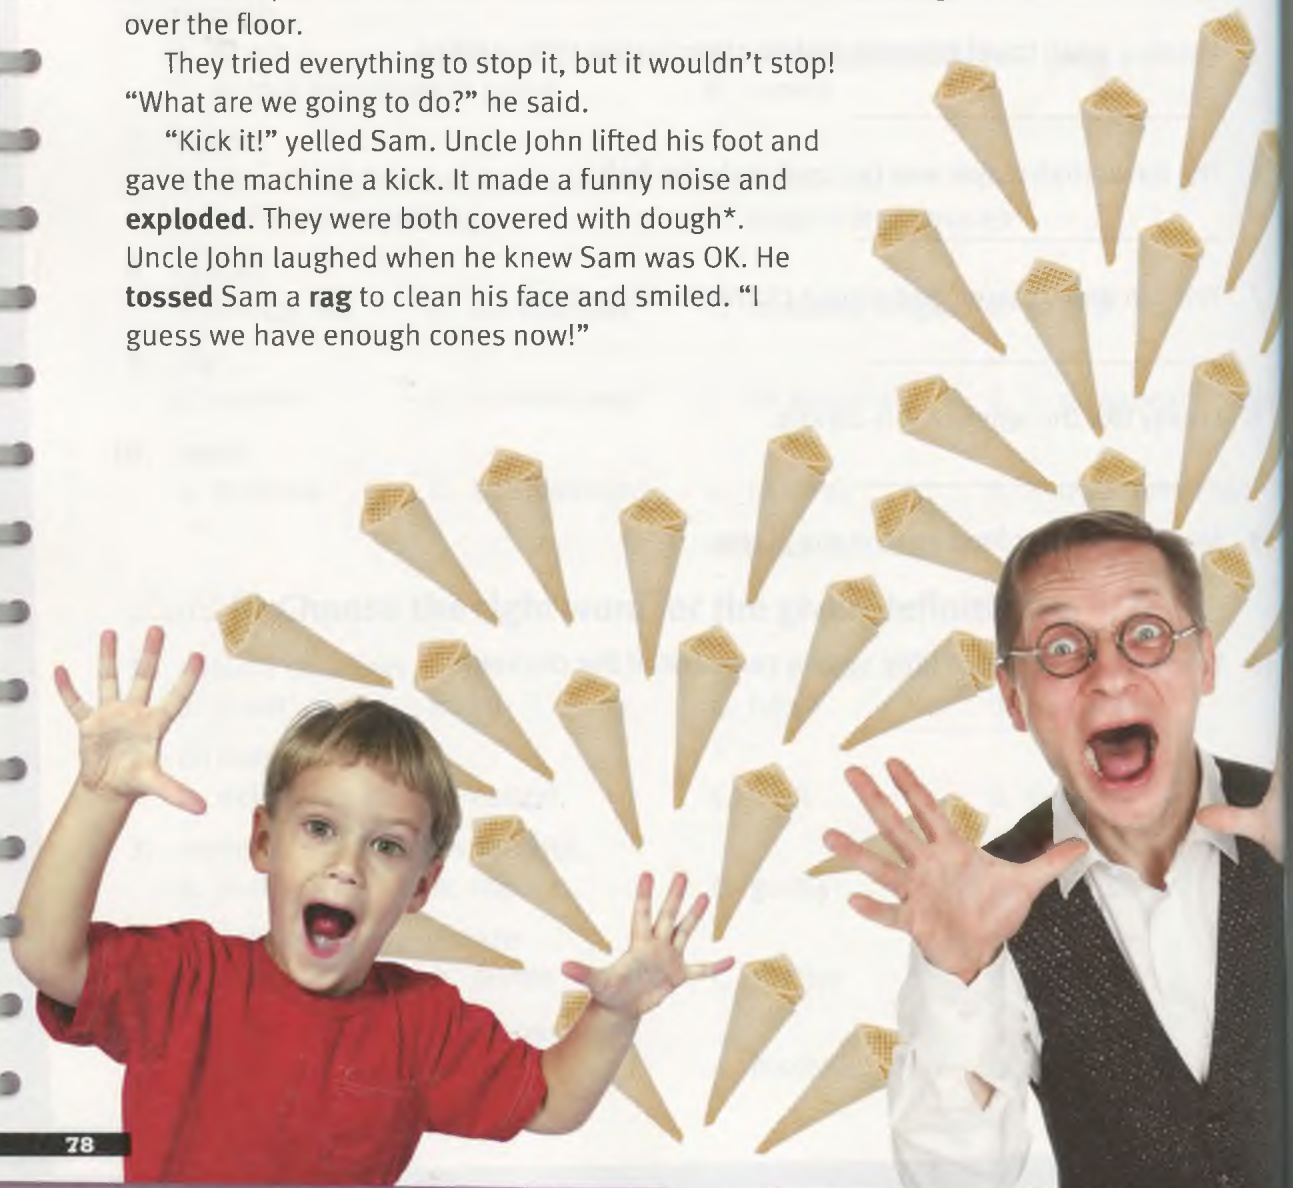 over the floor.
They tried everything to stop it, but it wouldn't stop!
“What are we going to do?” he said.
“Kick it!” yelled Sam. Uncle John lifted his foot and
gave the machine a kick. It made a funny noise and
exploded. They were both covered with dough*.
Uncle John laughed when he knew Sam was OK. He
tossed Sam a rag to clean his face and smiled. “I
guess we have enough cones now!”
78